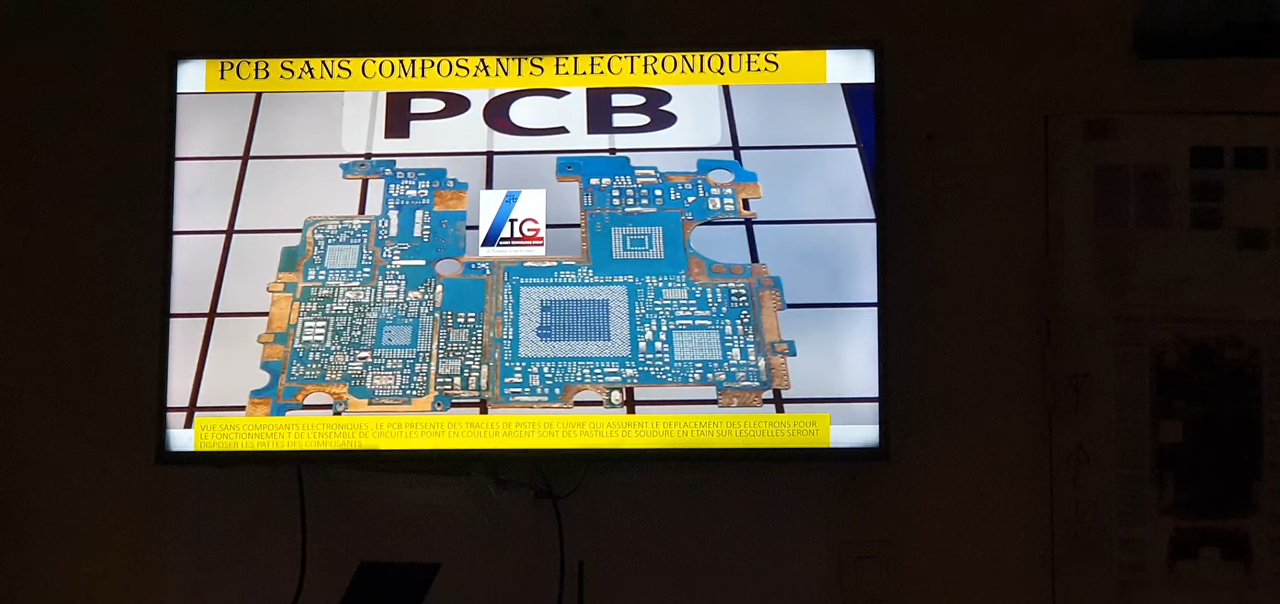 PCB SANS COMPOSANTS ELECTRONIQUES
PCB
ITG
VUE SANS COMPOSANTS ELECTRONIQUES , LE PCB PRESENTE DES TRACEES DE PISTES DE CUIVRE QUI ASSURENT LE DEPLACEMENT DES ELECTRONS POUR
LE FONCTIONNEMEN T DE L'ENSEMBLE DE CIRCUIT.LES POINT EN COULEUR ARGENT SONT DES PASTILLES DE SOUDURE EN ETAIN SUR LESQUELLES SERONT
DISPOSER LES PATTES DES COMPOSANTS